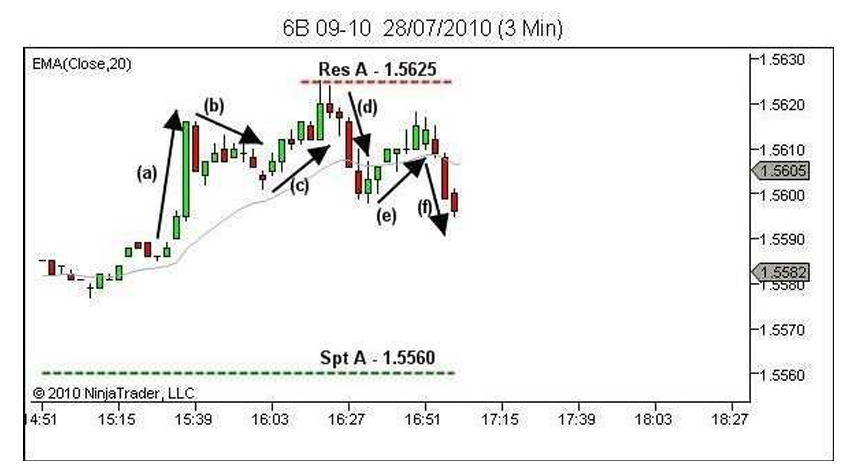 6B 09-10 28/07/2010 (3 Min)
EMA(Close,20)
Res A - 1.5625
1.5630
1.5620
1.5610
1.5605
1.5600
1.5590
1.5582
1.5580
1.5570
1.5560
(a)
(b)
(c)
(d)
(e)
(f)
Spt A - 1.5560
© 2010 NinjaTrader, LLC
14:51 15:15 15:39 16:03 16:27 16:51 17:15 17:39 18:03 18:27